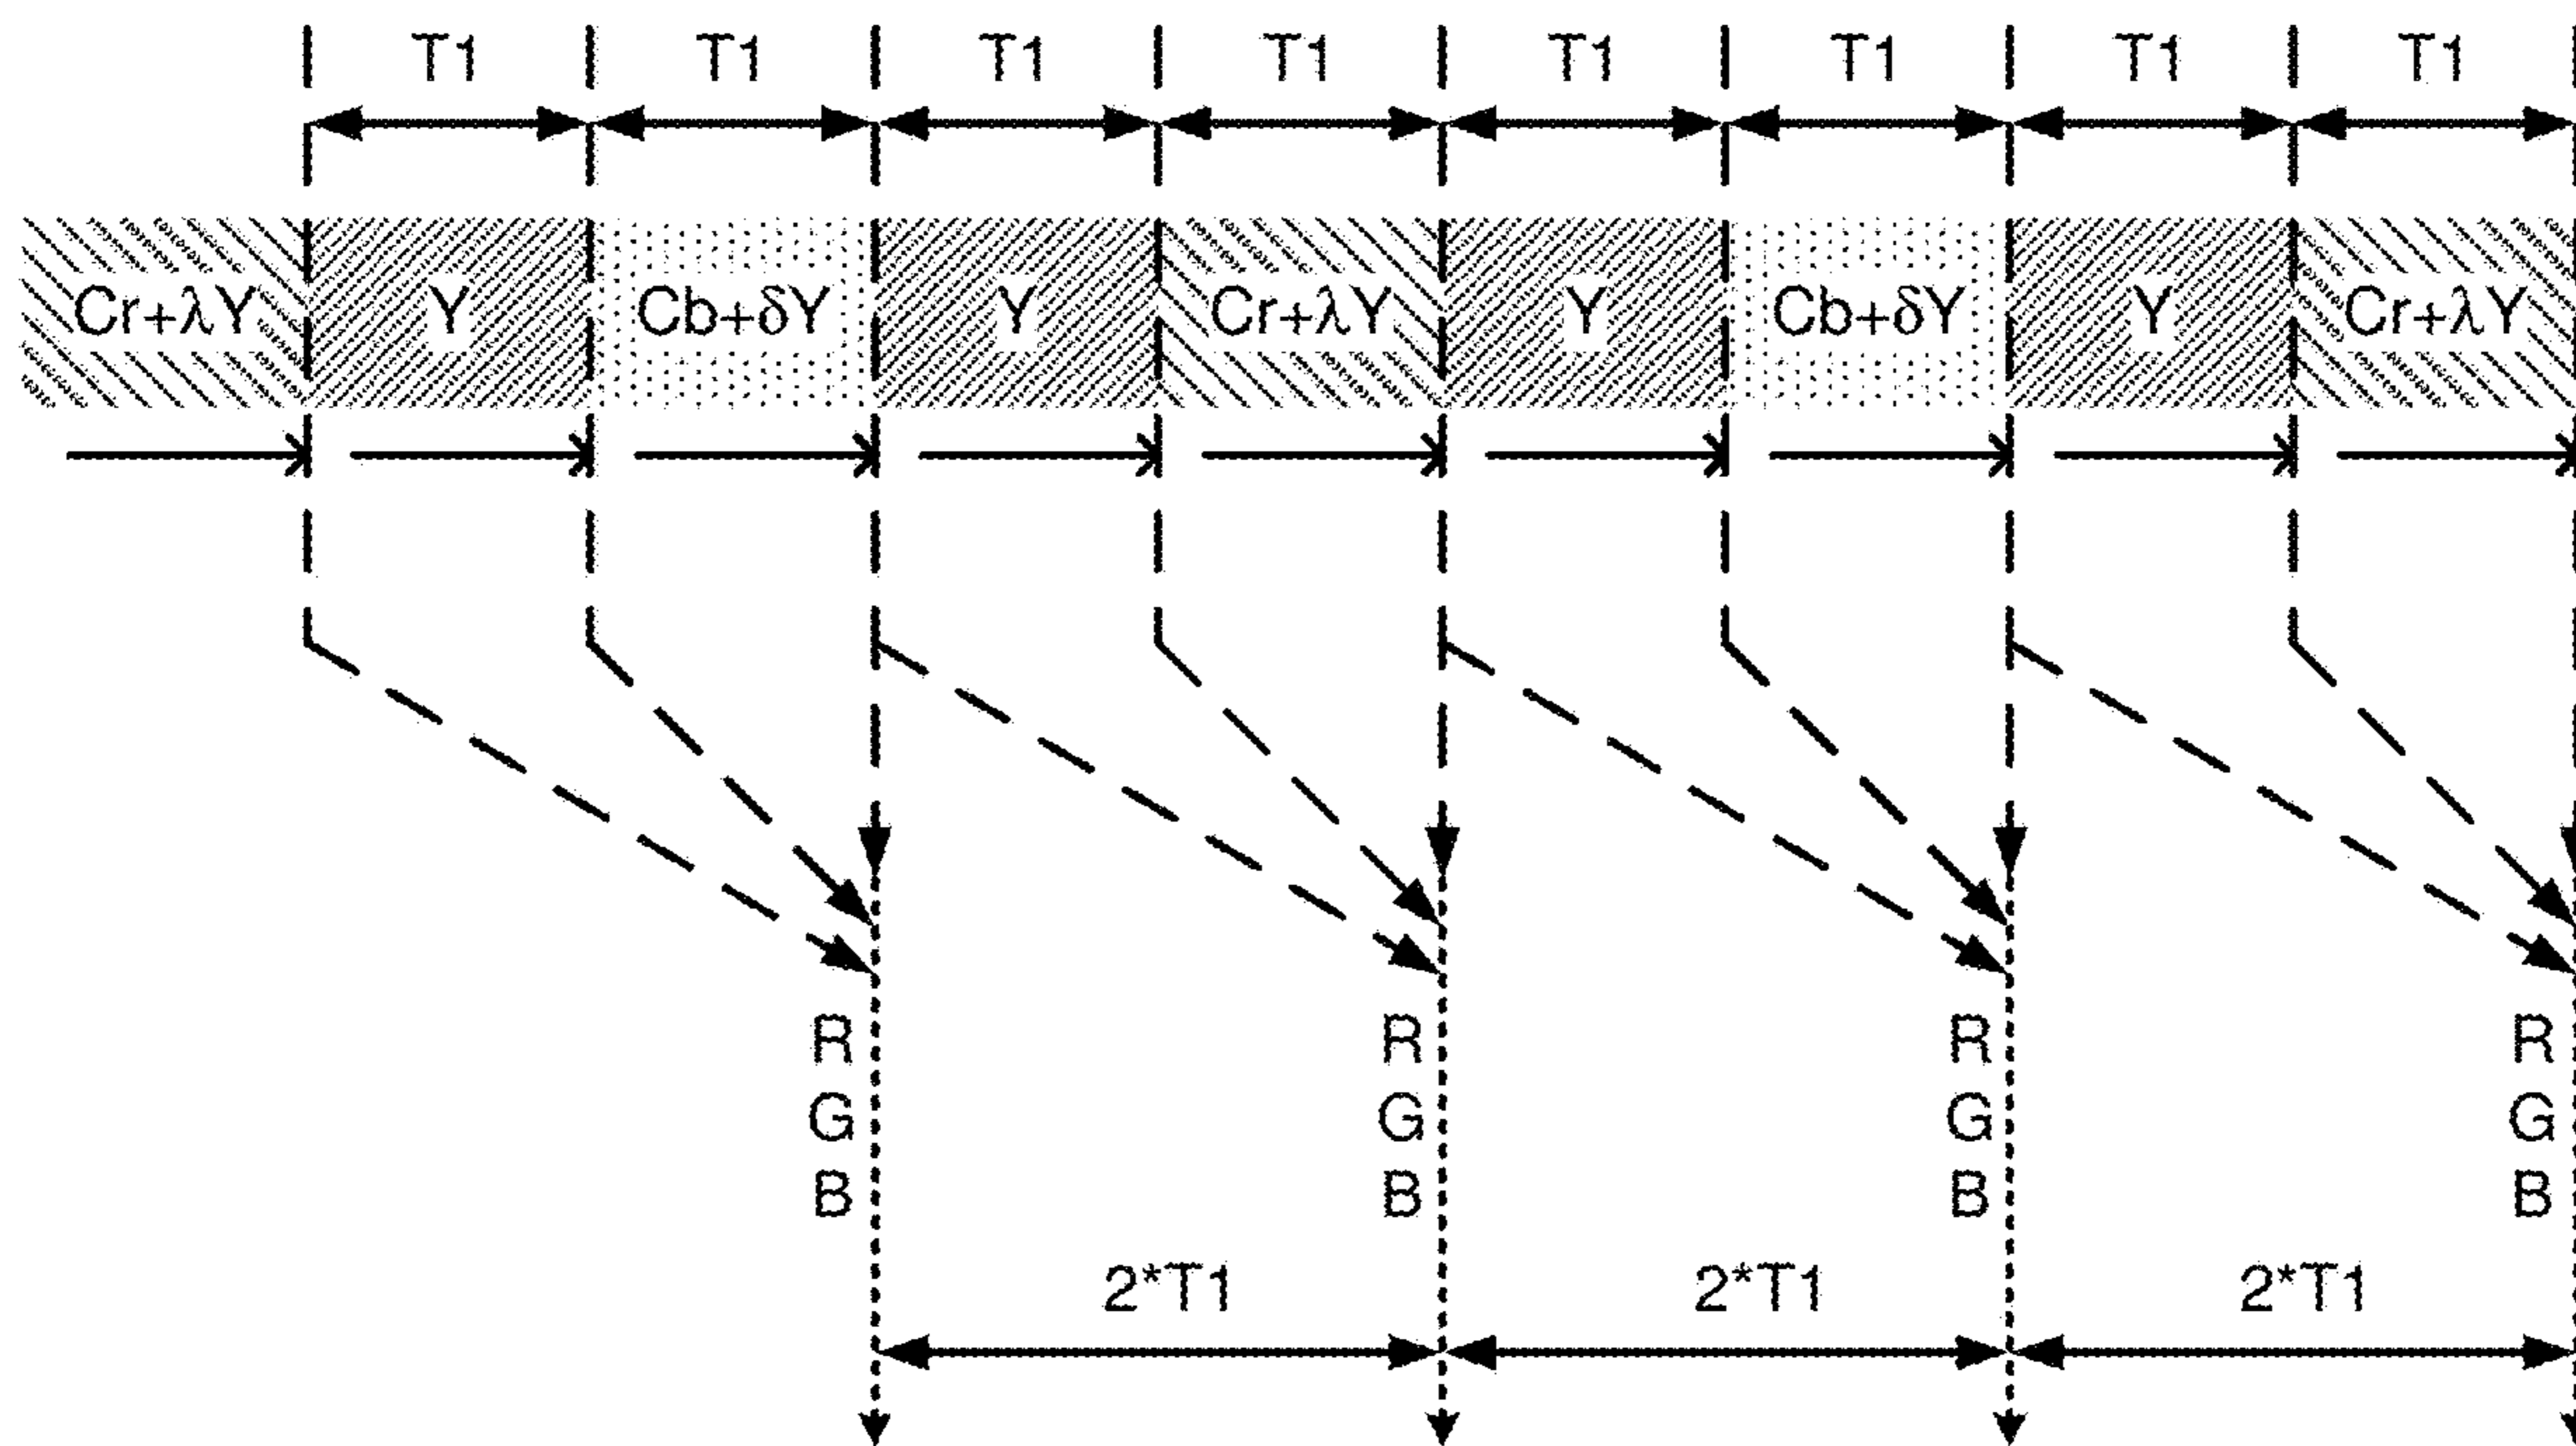 T1 T1 T1 T1 T1 T1 T1 T1
Cr+λY Y Cb+δY Y Cr+λY Y Cb+δY Y Cr+λY
R R R R
G G G G
B B B B
2*T1 2*T1 2*T1